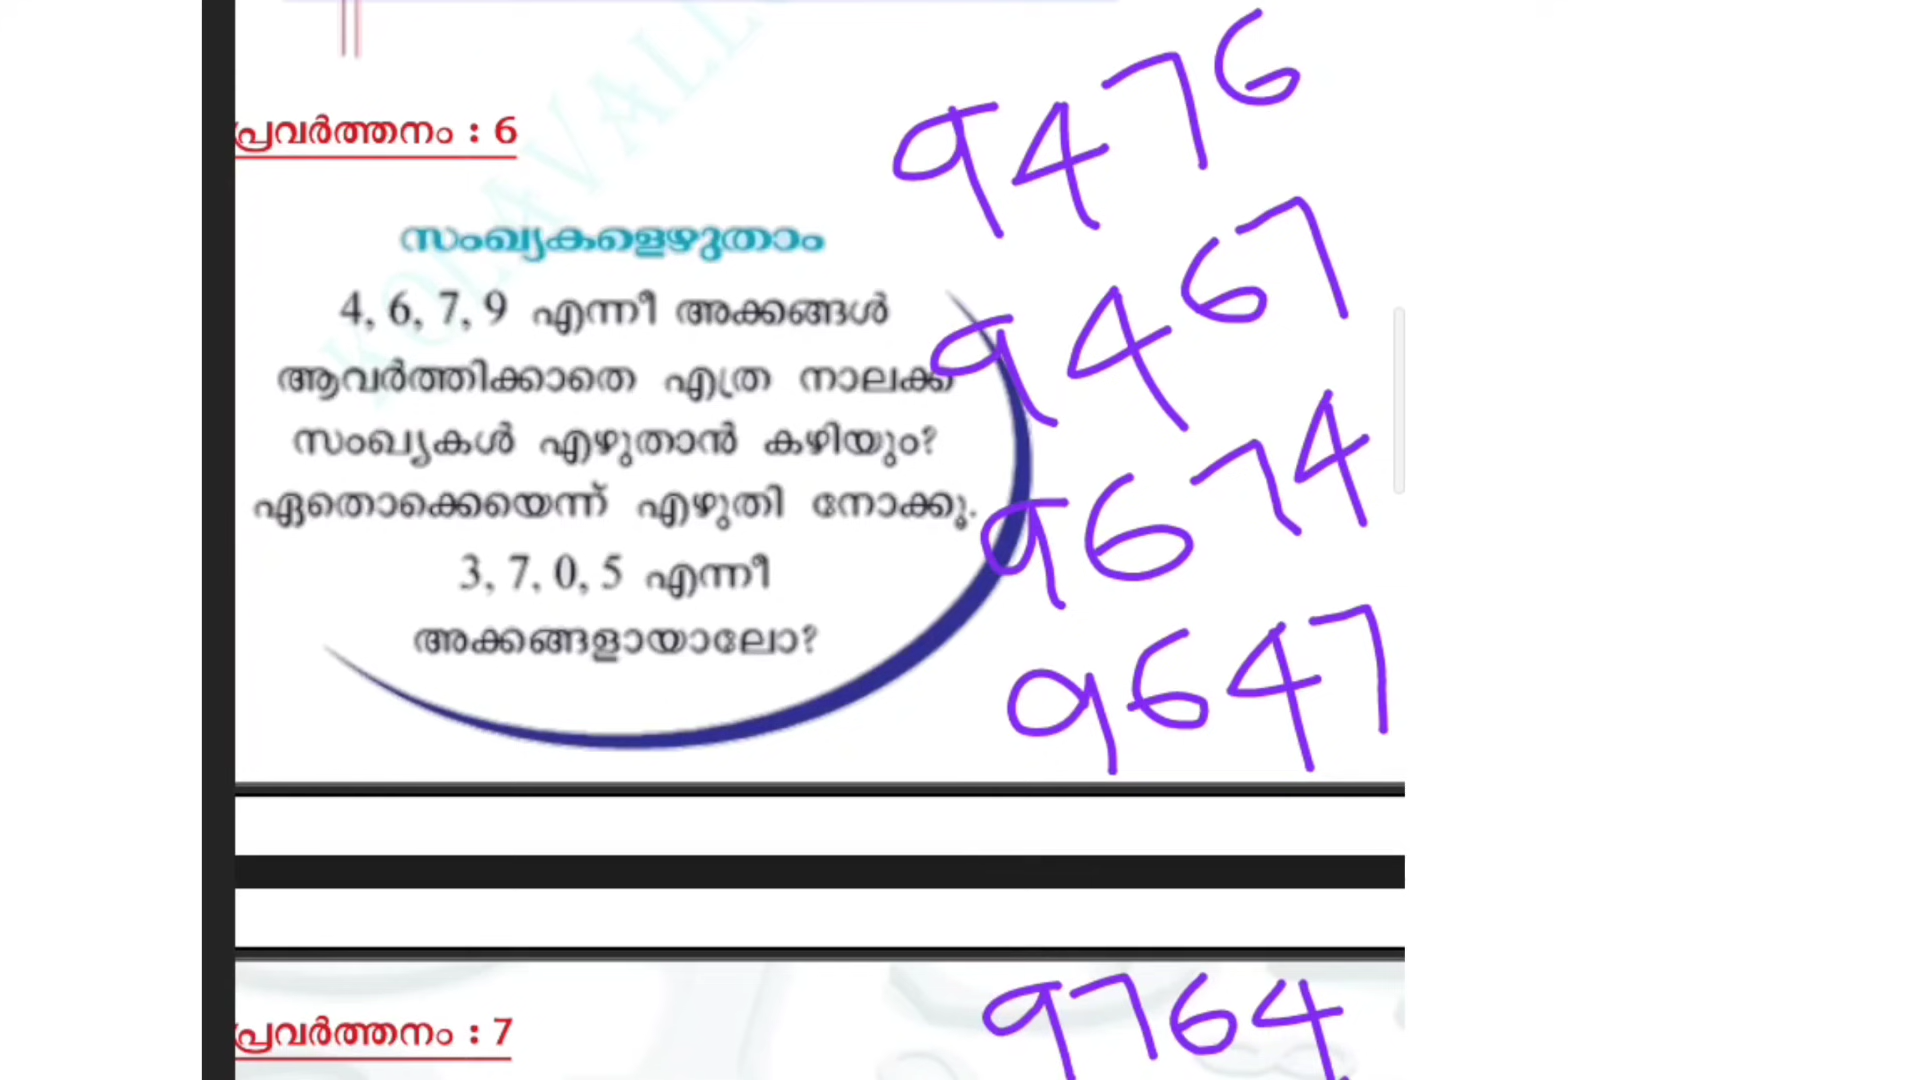 പ്രവർത്തനം : 6
സംഖ്യകളെഴുതാം
4, 6, 7, 9 എന്നീ അക്കങ്ങൾ
ആവർത്തിക്കാതെ എത്ര നാലക്ക
സംഖ്യകൾ എഴുതാൻ കഴിയും?
ഏതൊക്കെയെന്ന് എഴുതി നോക്കൂ.
3, 7, 0, 5 എന്നീ
അക്കങ്ങളായാലോ?
9476
9467
9674
9647
പ്രവർത്തനം : 7
9764